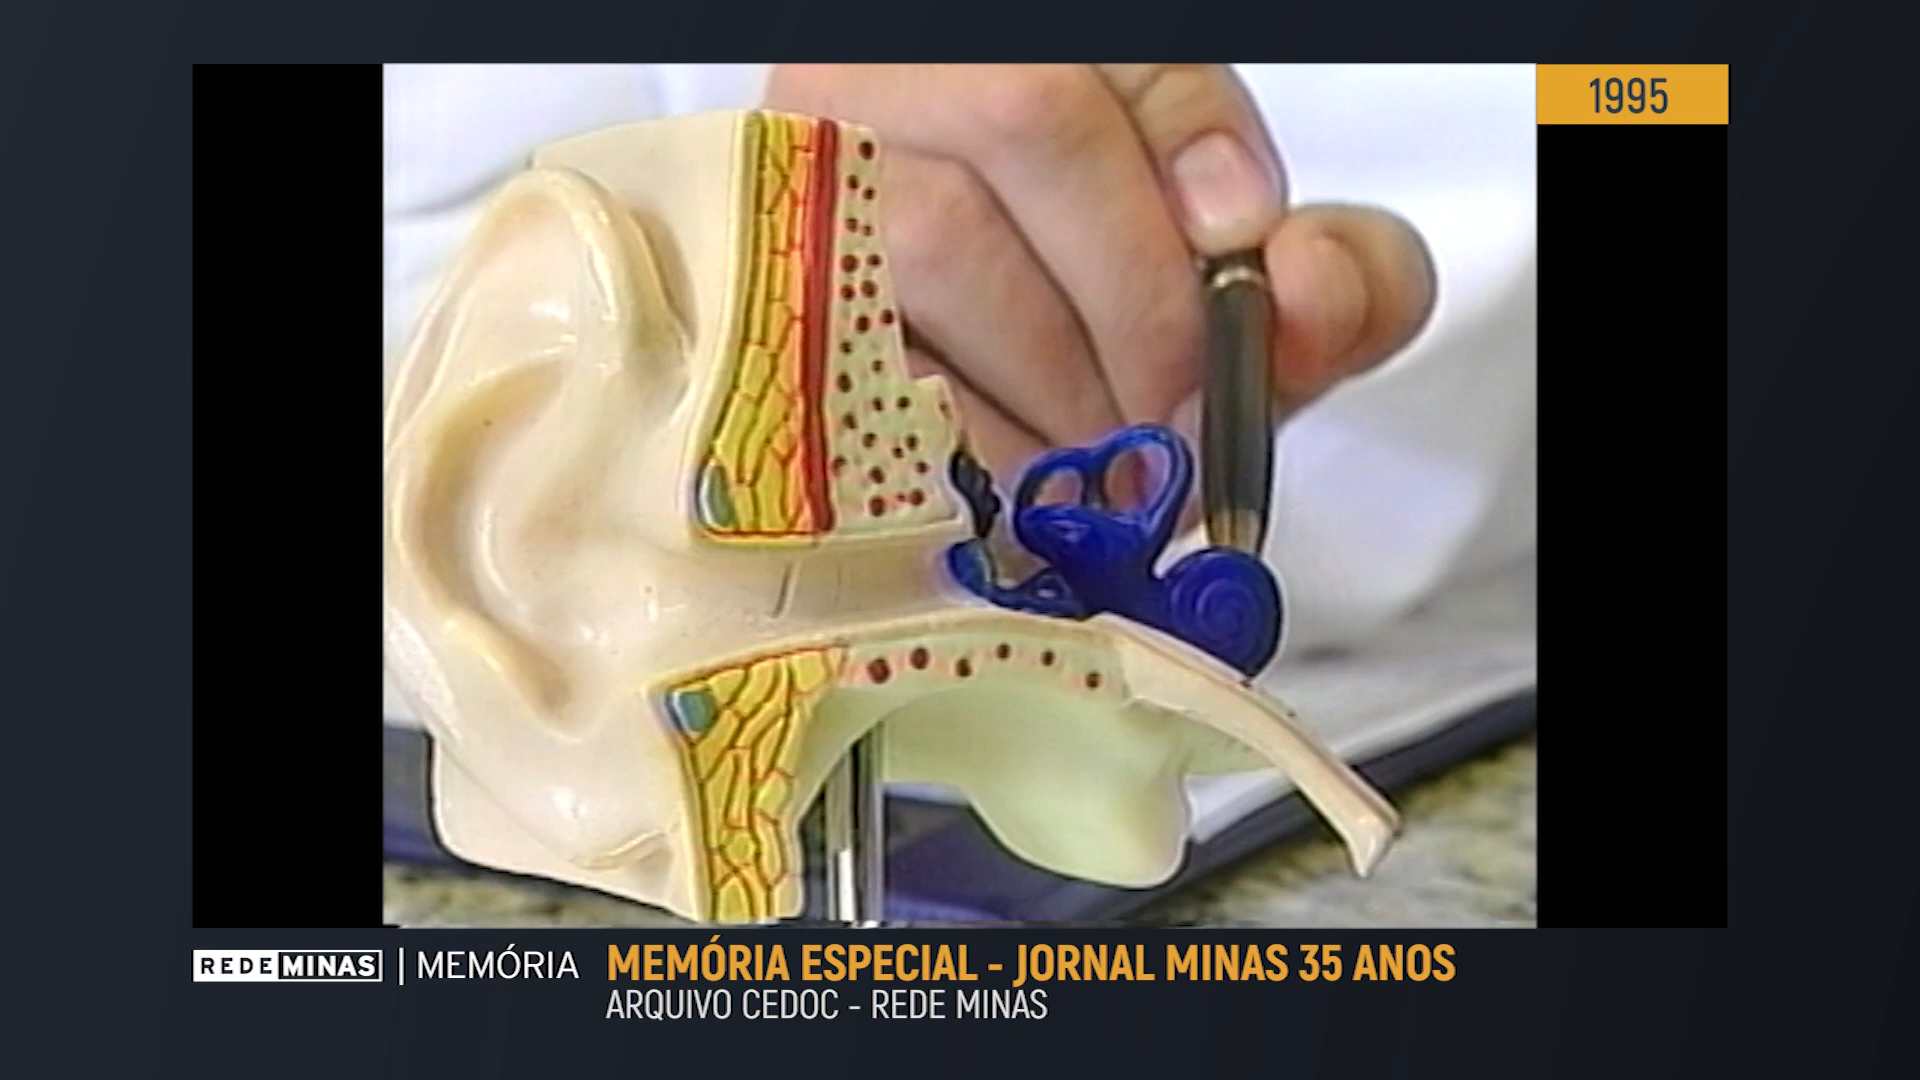 1995
REDE MINAS | MEMÓRIA
MEMÓRIA ESPECIAL - JORNAL MINAS 35 ANOS
ARQUIVO CEDOC - REDE MINAS